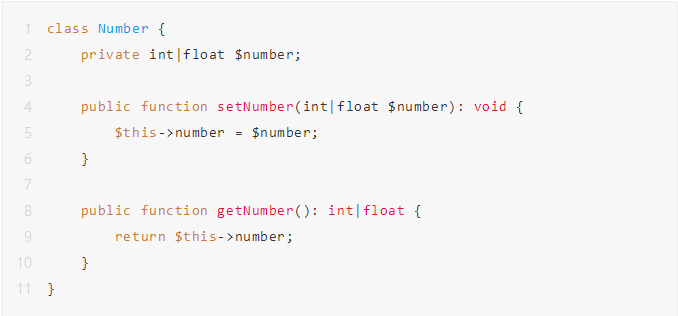 1 class Number {
2     private int|float $number;
3
4     public function setNumber(int|float $number): void {
5         $this->number = $number;
6     }
7
8     public function getNumber(): int|float {
9         return $this->number;
10     }
11 }